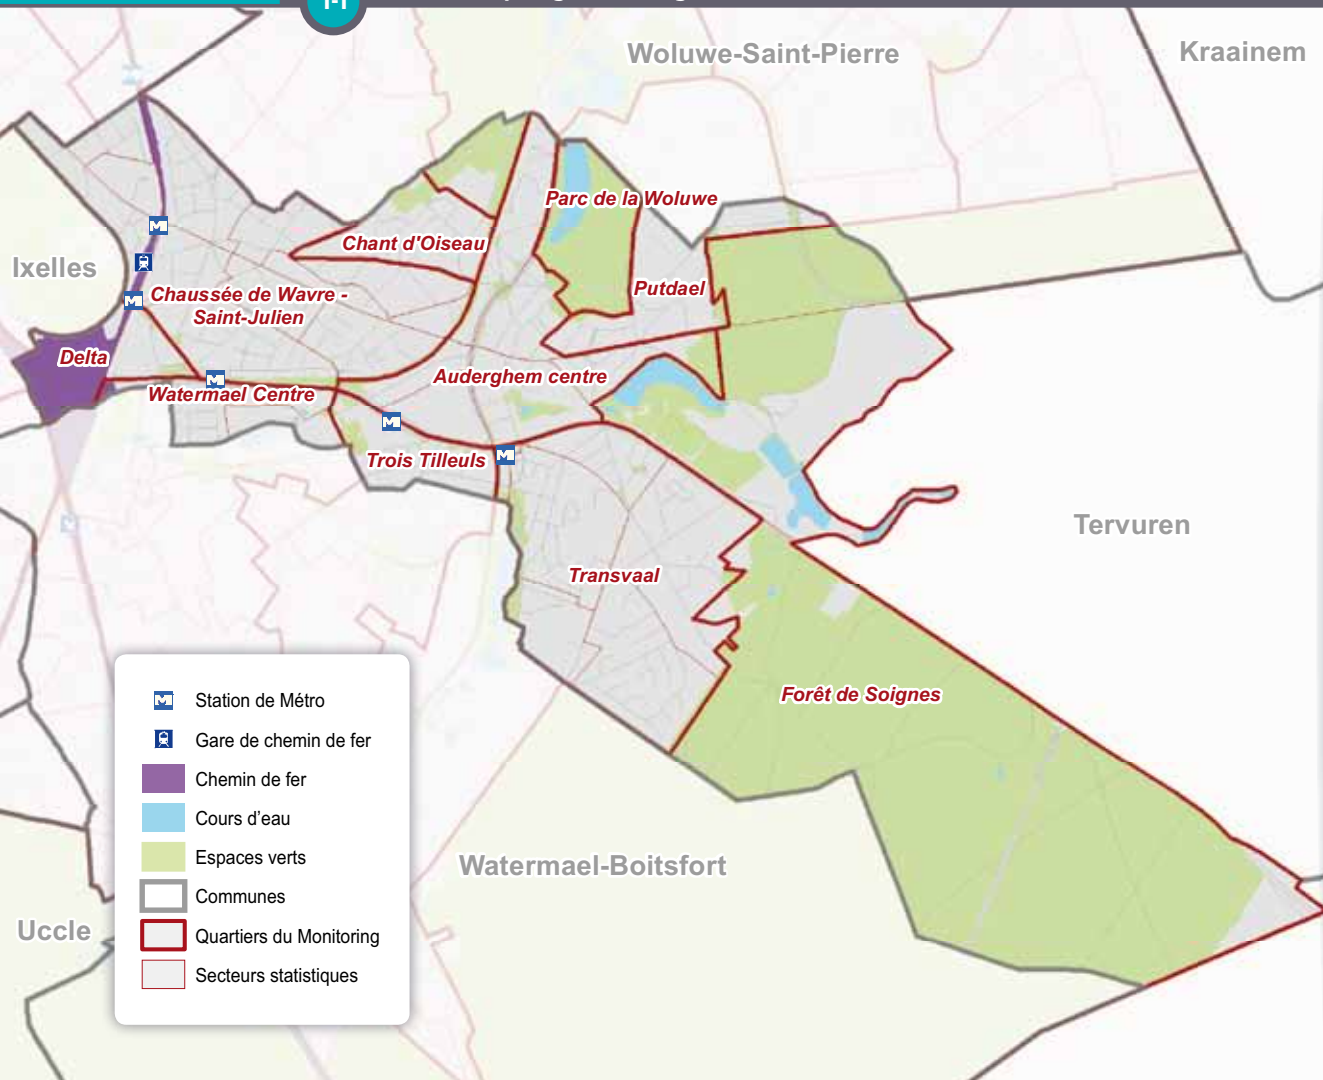 1-1
Woluwe-Saint-Pierre
Kraainem
Parc de la Woluwe
Chant d'Oiseau
Ixelles
Putdael
Chaussée de Wavre -
Saint-Julien
Delta
Auderghem centre
Watermael Centre
Trois Tilleuls
Tervuren
Transvaal
Forêt de Soignes
Watermael-Boitsfort
Uccle
M Station de Métro
Gare de chemin de fer
Chemin de fer
Cours d'eau
Espaces verts
Communes
Quartiers du Monitoring
Secteurs statistiques